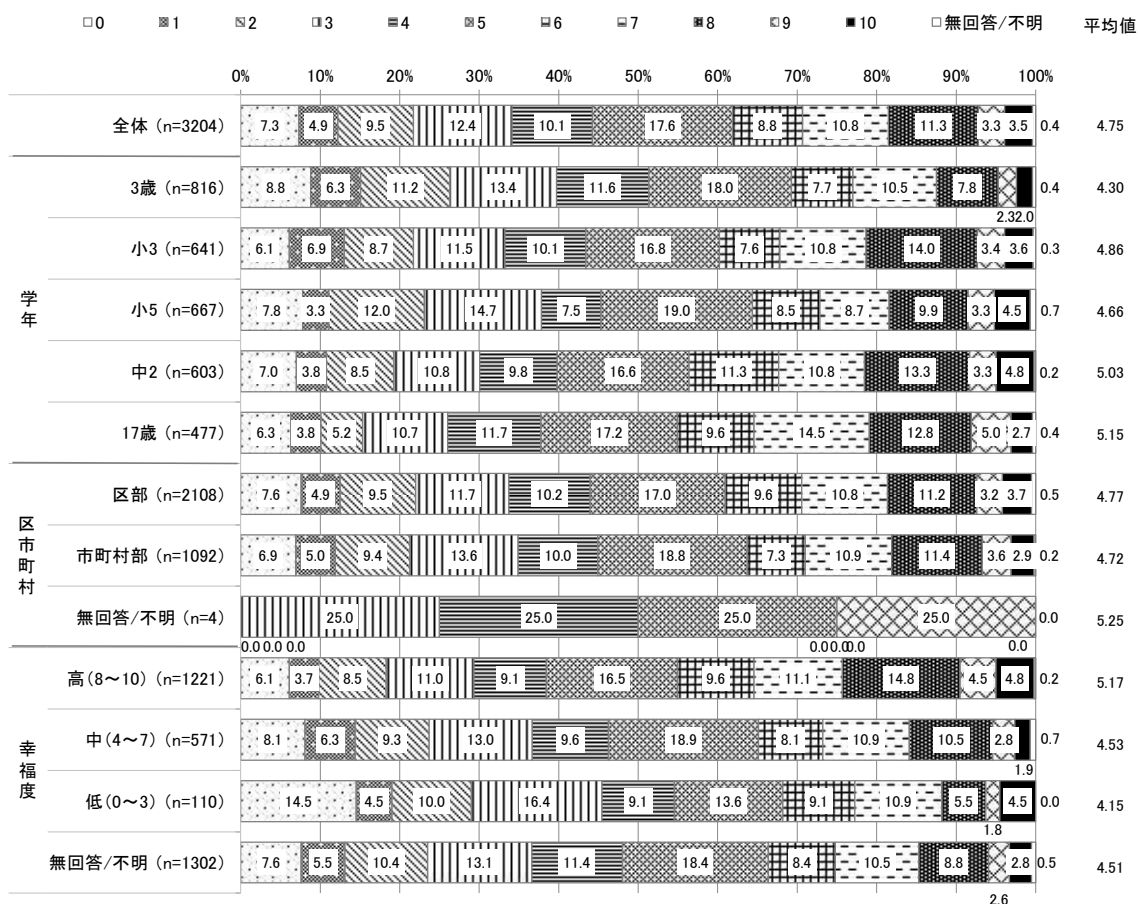 0 1 2 3 4 5 6 7 8 9 10 無回答/不明 平均値
0% 10% 20% 30% 40% 50% 60% 70% 80% 90% 100%
全体 (n=3204) 7.3 4.9 9.5 12.4 10.1 17.6 8.8 10.8 11.3 3.3 3.5 0.4 4.75
学年
3歳 (n=816) 8.8 6.3 11.2 13.4 11.6 18.0 7.7 10.5 7.8 0.4 4.30
2.3 2.0
小3 (n=641) 6.1 6.9 8.7 11.5 10.1 16.8 7.6 10.8 14.0 3.4 3.6 0.3 4.86
小5 (n=667) 7.8 3.3 12.0 14.7 7.5 19.0 8.5 8.7 9.9 3.3 4.5 0.7 4.66
中2 (n=603) 7.0 3.8 8.5 10.8 9.8 16.6 11.3 10.8 13.3 3.3 4.8 0.2 5.03
17歳 (n=477) 6.3 3.8 5.2 10.7 11.7 17.2 9.6 14.5 12.8 5.0 2.7 0.4 5.15
区市町村
区部 (n=2108) 7.6 4.9 9.5 11.7 10.2 17.0 9.6 10.8 11.2 3.2 3.7 0.5 4.77
市町村部 (n=1092) 6.9 5.0 9.4 13.6 10.0 18.8 7.3 10.9 11.4 3.6 2.9 0.2 4.72
無回答/不明 (n=4) 25.0 25.0 25.0 25.0 0.0 5.25
0.0 0.0 0.0 0.0 0.0 0.0 0.0
幸福度
高(8～10) (n=1221) 6.1 3.7 8.5 11.0 9.1 16.5 9.6 11.1 14.8 4.5 4.8 0.2 5.17
中(4～7) (n=571) 8.1 6.3 9.3 13.0 9.6 18.9 8.1 10.9 10.5 2.8 0.7 4.53
1.9
低(0～3) (n=110) 14.5 4.5 10.0 16.4 9.1 13.6 9.1 10.9 5.5 4.5 0.0 4.15
1.8
無回答/不明 (n=1302) 7.6 5.5 10.4 13.1 11.4 18.4 8.4 10.5 8.8 2.8 0.5 4.51
2.6